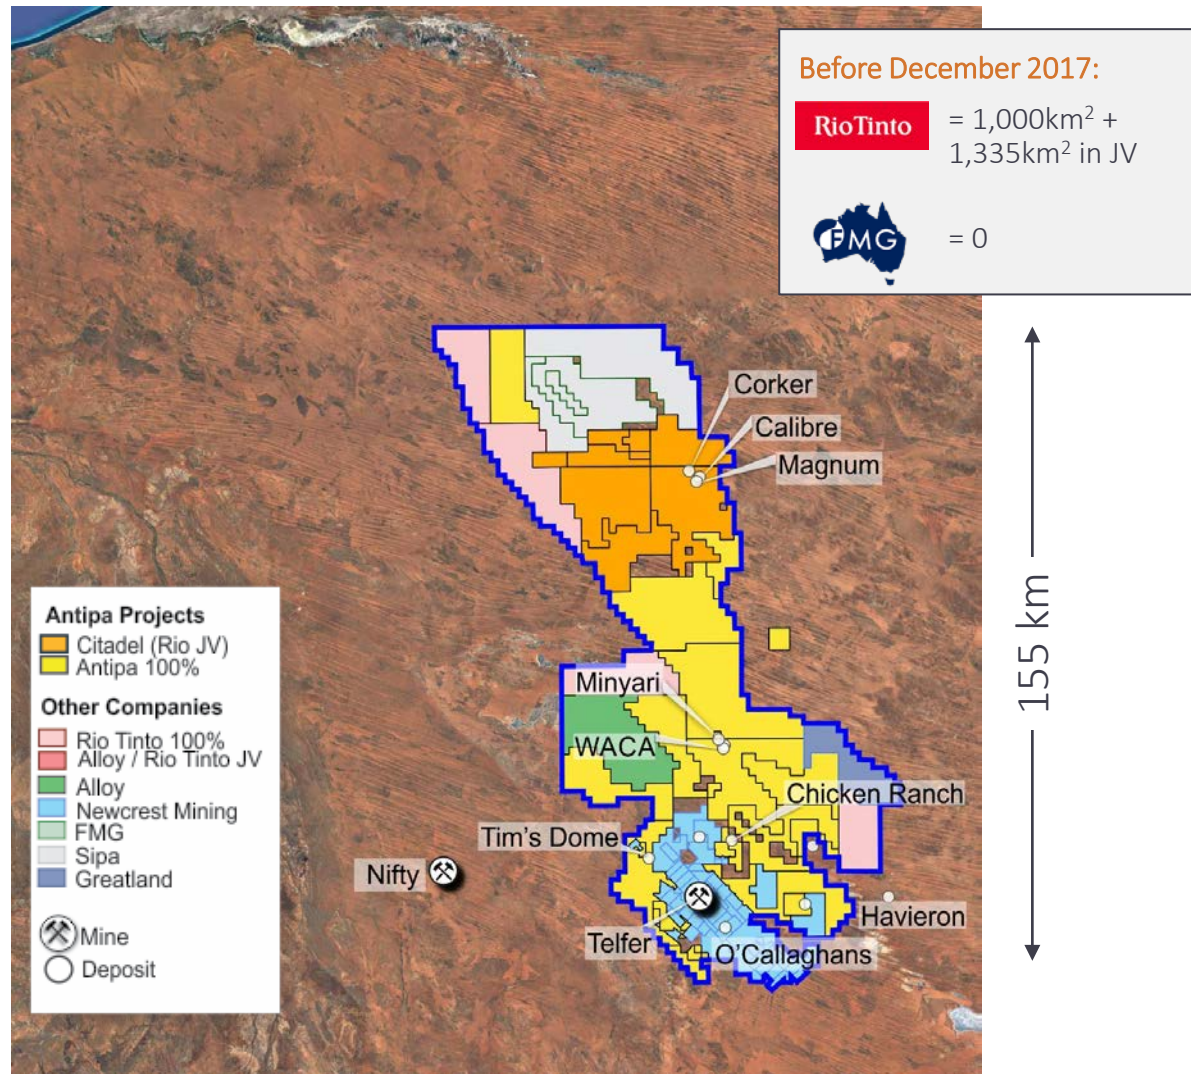 Before December 2017:
RioTinto
= 1,000km² +
1,335km² in JV
FMG
= 0
Corker
Calibre
Magnum
155 km
Antipa Projects
Citadel (Rio JV)
Antipa 100%
Other Companies
Rio Tinto 100%
Alloy / Rio Tinto JV
Alloy
Newcrest Mining
FMG
Sipa
Greatland
Mine
Deposit
Minyari
WACA
Chicken Ranch
Tim's Dome
Nifty
Havieron
Telfer
O'Callaghans